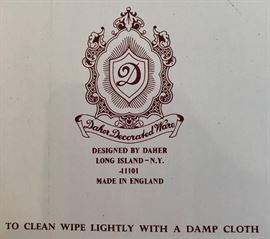 D
Daher Decorated Ware
DESIGNED BY DAHER
LONG ISLAND-N.Y.
-11101
MADE IN ENGLAND
TO CLEAN WIPE LIGHTLY WITH A DAMP CLOTH